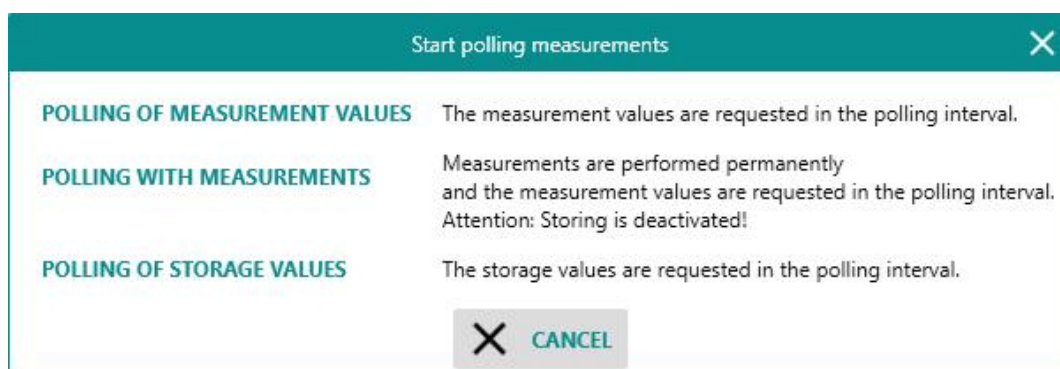 Start polling measurements
POLLING OF MEASUREMENT VALUES The measurement values are requested in the polling interval.
POLLING WITH MEASUREMENTS Measurements are performed permanently
and the measurement values are requested in the polling interval.
Attention: Storing is deactivated!
POLLING OF STORAGE VALUES The storage values are requested in the polling interval.
CANCEL